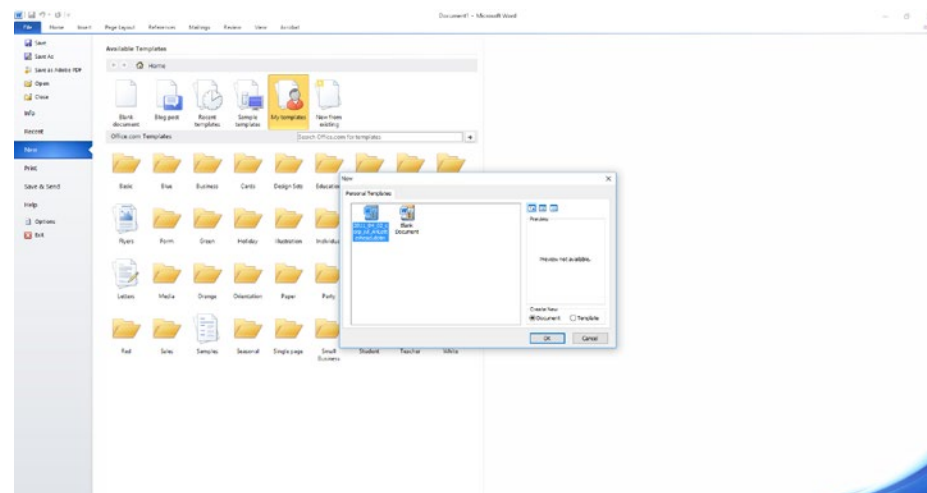 Document1 - Microsoft Word
File Home Insert Page Layout References Mailings Review View Acrobat
Save
Save As
Save as Adobe PDF
Open
Close
Info
Recent
New
Print
Save & Send
Help
Options
Exit
Available Templates
Home
Blank document
Blog post
Recent templates
Sample templates
My templates
New from existing
Office.com Templates
Search Office.com for templates
Basic Blue Business Cards Design Sets Education
Flyers Form Green Holiday Illustration Individual
Letters Media Orange Orientation Paper Party
Red Sales Samples Seasonal Single page Small Business Student Teacher White
New
Personal Templates
Blank Document
Preview
Preview not available.
Create New
Document Template
OK Cancel